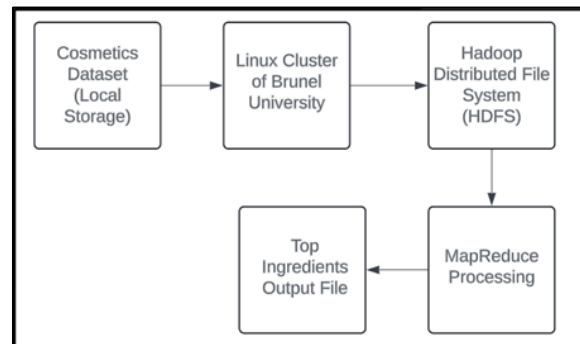 Cosmetics
Dataset
(Local
Storage)
Linux Cluster
of Brunel
University
Hadoop
Distributed File
System
(HDFS)
MapReduce
Processing
Top
Ingredients
Output File